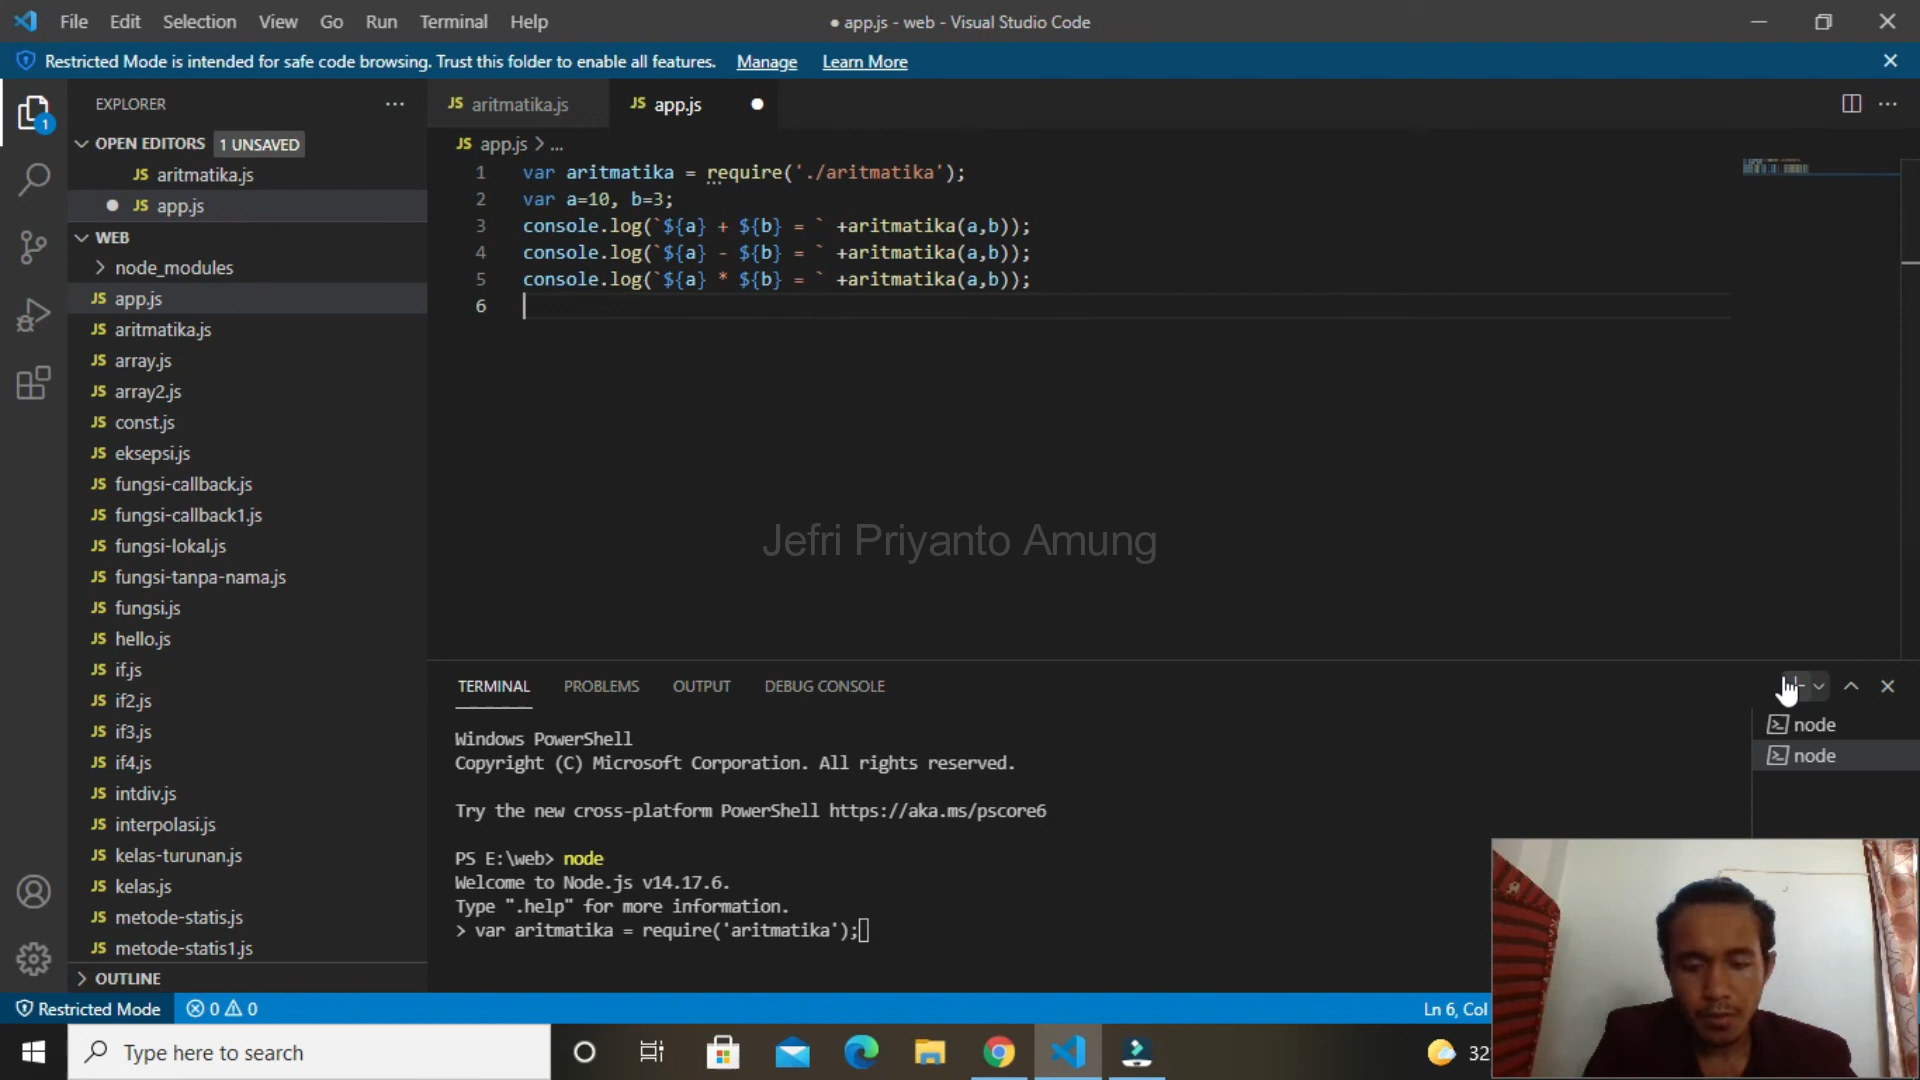 File Edit Selection View Go Run Terminal Help
● app.js - web - Visual Studio Code
Restricted Mode is intended for safe code browsing. Trust this folder to enable all features. Manage Learn More
EXPLORER
OPEN EDITORS 1 UNSAVED
JS aritmatika.js
JS app.js
WEB
node_modules
JS app.js
JS aritmatika.js
JS array.js
JS array2.js
JS const.js
JS eksepsi.js
JS fungsi-callback.js
JS fungsi-callback1.js
JS fungsi-lokal.js
JS fungsi-tanpa-nama.js
JS fungsi.js
JS hello.js
JS if.js
JS if2.js
JS if3.js
JS if4.js
JS intdiv.js
JS interpolasi.js
JS kelas-turunan.js
JS kelas.js
JS metode-statis.js
JS metode-statis1.js
OUTLINE
JS aritmatika.js JS app.js
JS app.js > ...
1 var aritmatika = require('./aritmatika');
2 var a=10, b=3;
3 console.log(`${a} + ${b} = ` +aritmatika(a,b));
4 console.log(`${a} - ${b} = ` +aritmatika(a,b));
5 console.log(`${a} * ${b} = ` +aritmatika(a,b));
6
Jefri Priyanto Amung
TERMINAL PROBLEMS OUTPUT DEBUG CONSOLE
node
node
Windows PowerShell
Copyright (C) Microsoft Corporation. All rights reserved.
Try the new cross-platform PowerShell https://aka.ms/pscore6
PS E:\web> node
Welcome to Node.js v14.17.6.
Type ".help" for more information.
> var aritmatika = require('aritmatika');
Restricted Mode 0 0
Ln 6, Col
Type here to search
32
1